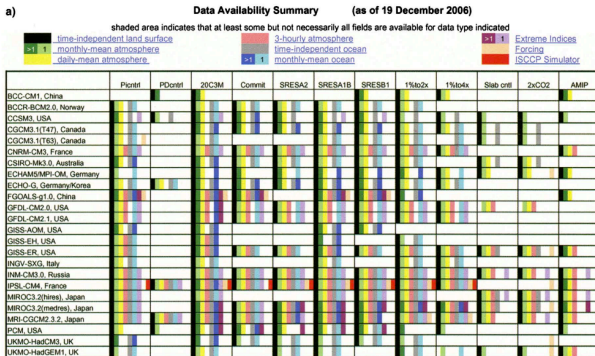 a)
Data Availability Summary (as of 19 December 2006)
shaded area indicates that at least some but not necessarily all fields are available for data type indicated
time-independent land surface 3-hourly atmosphere >1 1 Extreme Indices
>1 1 monthly-mean atmosphere time-independent ocean Forcing
daily-mean atmosphere >1 1 monthly-mean ocean ISCCP Simulator
Picntrl PDcntrl 20C3M Commit SRESA2 SRESA1B SRESB1 1%to2x 1%to4x Slab cntl 2xCO2 AMIP
BCC-CM1, China
BCCR-BCM2.0, Norway
CCSM3, USA
CGCM3.1(T47), Canada
CGCM3.1(T63), Canada
CNRM-CM3, France
CSIRO-Mk3.0, Australia
ECHAM5/MPI-OM, Germany
ECHO-G, Germany/Korea
FGOALS-g1.0, China
GFDL-CM2.0, USA
GFDL-CM2.1, USA
GISS-AOM, USA
GISS-EH, USA
GISS-ER, USA
INGV-SXG, Italy
INM-CM3.0, Russia
IPSL-CM4, France
MIROC3.2(hires), Japan
MIROC3.2(medres), Japan
MRI-CGCM2.3.2, Japan
PCM, USA
UKMO-HadCM3, UK
UKMO-HadGEM1, UK